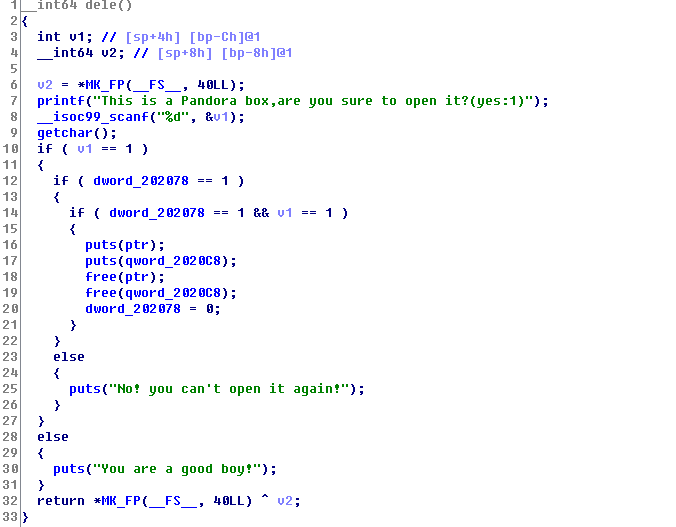 1 __int64 dele()
2 {
3   int v1; // [sp+4h] [bp-Ch]@1
4   __int64 v2; // [sp+8h] [bp-8h]@1
5
6   v2 = *MK_FP(__FS__, 40LL);
7   printf("This is a Pandora box,are you sure to open it?(yes:1)");
8   __isoc99_scanf("%d", &v1);
9   getchar();
10   if ( v1 == 1 )
11   {
12     if ( dword_202078 == 1 )
13     {
14       if ( dword_202078 == 1 && v1 == 1 )
15       {
16         puts(ptr);
17         puts(qword_2020C8);
18         free(ptr);
19         free(qword_2020C8);
20         dword_202078 = 0;
21       }
22     }
23     else
24     {
25       puts("No! you can't open it again!");
26     }
27   }
28   else
29   {
30     puts("You are a good boy!");
31   }
32   return *MK_FP(__FS__, 40LL) ^ v2;
33 }